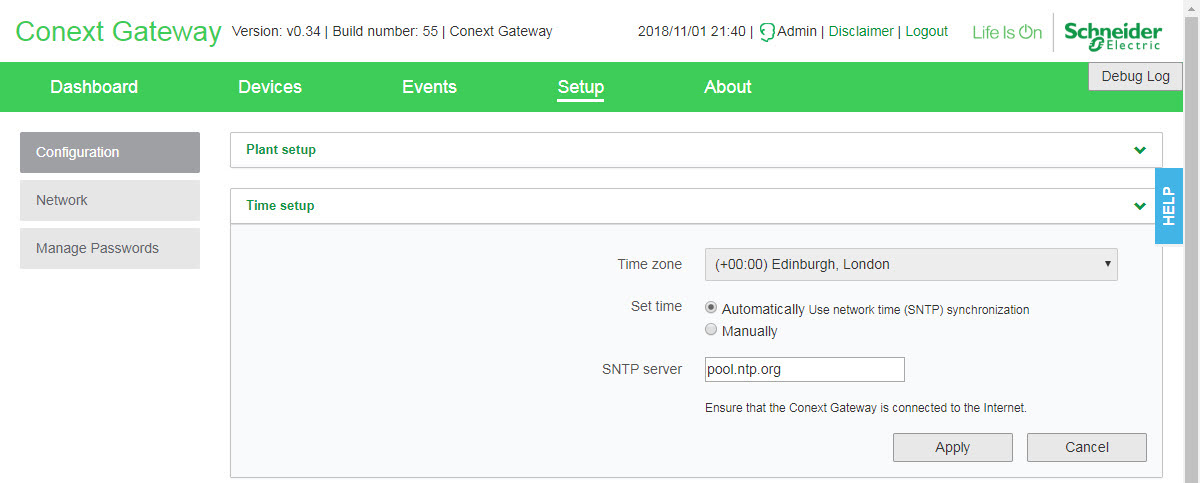 Conext Gateway Version: v0.34 | Build number: 55 | Conext Gateway 2018/11/01 21:40 | Admin | Disclaimer | Logout Life Is On Schneider Electric
Debug Log
Dashboard Devices Events Setup About
Configuration
Network
Manage Passwords
Plant setup
Time setup
HELP
Time zone (+00:00) Edinburgh, London
Set time Automatically Use network time (SNTP) synchronization
Manually
SNTP server pool.ntp.org
Ensure that the Conext Gateway is connected to the Internet.
Apply Cancel